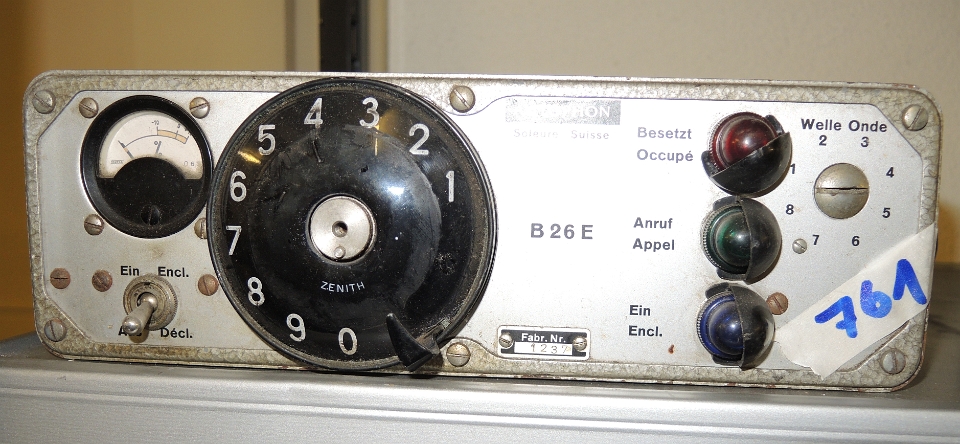 4 3
5 2
6 1
7
8
9 0
ZENITH
Ein Encl.
Décl.
Soleure Suisse
B 26 E
Fabr. Nr.
1237
Besetzt
Occupé
Anruf
Appel
Ein
Encl.
Welle Onde
2 3
1 4
8 5
7 6
761